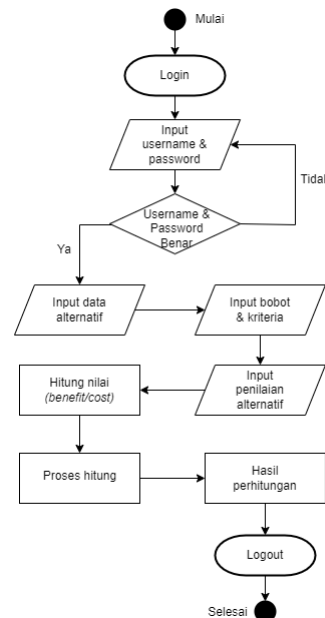 Mulai
Login
Input
username &
password
Tidak
Username &
Password
Benar
Ya
Input data
alternatif
Input bobot
& kriteria
Hitung nilai
(benefit/cost)
Input
penilaian
alternatif
Proses hitung
Hasil
perhitungan
Logout
Selesai